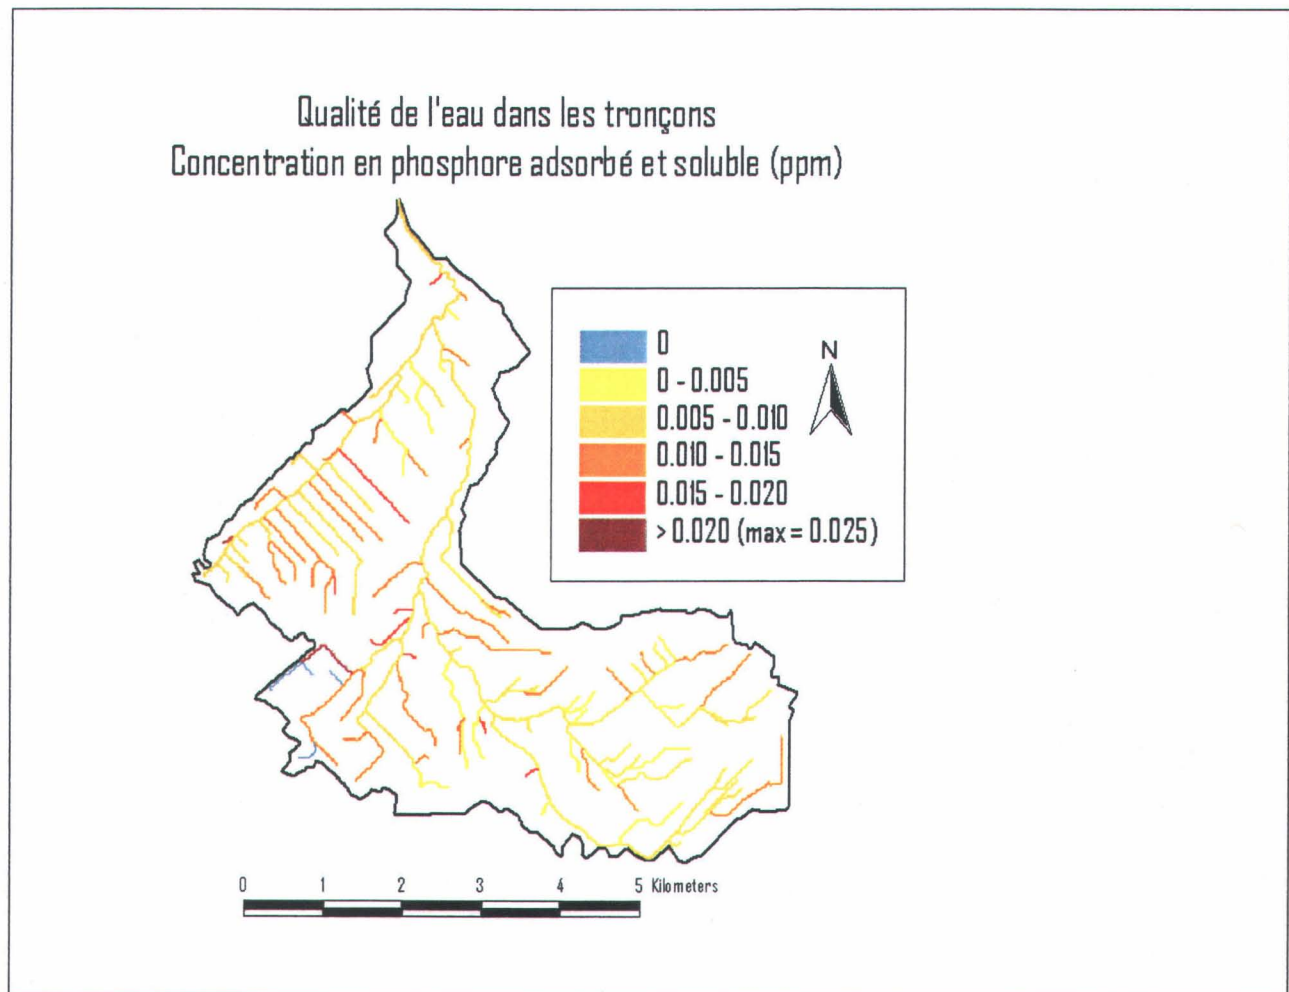 Qualité de l'eau dans les tronçons
Concentration en phosphore adsorbé et soluble (ppm)
0
0 - 0.005
0.005 - 0.010
0.010 - 0.015
0.015 - 0.020
> 0.020 (max = 0.025)
N
0 1 2 3 4 5 Kilometers